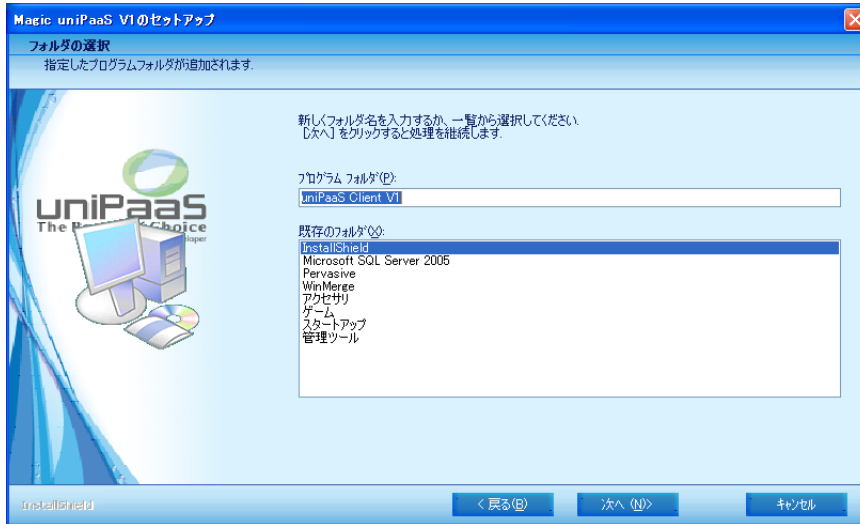 Magic uniPaaS V1のセットアップ
フォルダの選択
指定したプログラムフォルダが追加されます.
新しくフォルダ名を入力するか、一覧から選択してください.
[次へ] をクリックすると処理を継続します.
プログラム フォルダ(P):
uniPaaS Client V1
既存のフォルダ(X):
InstallShield
Microsoft SQL Server 2005
Pervasive
WinMerge
アクセサリ
ゲーム
スタートアップ
管理ツール
uniPaaS
The
Choice
loper
InstallShield
< 戻る(B)
次へ (N)>
キャンセル